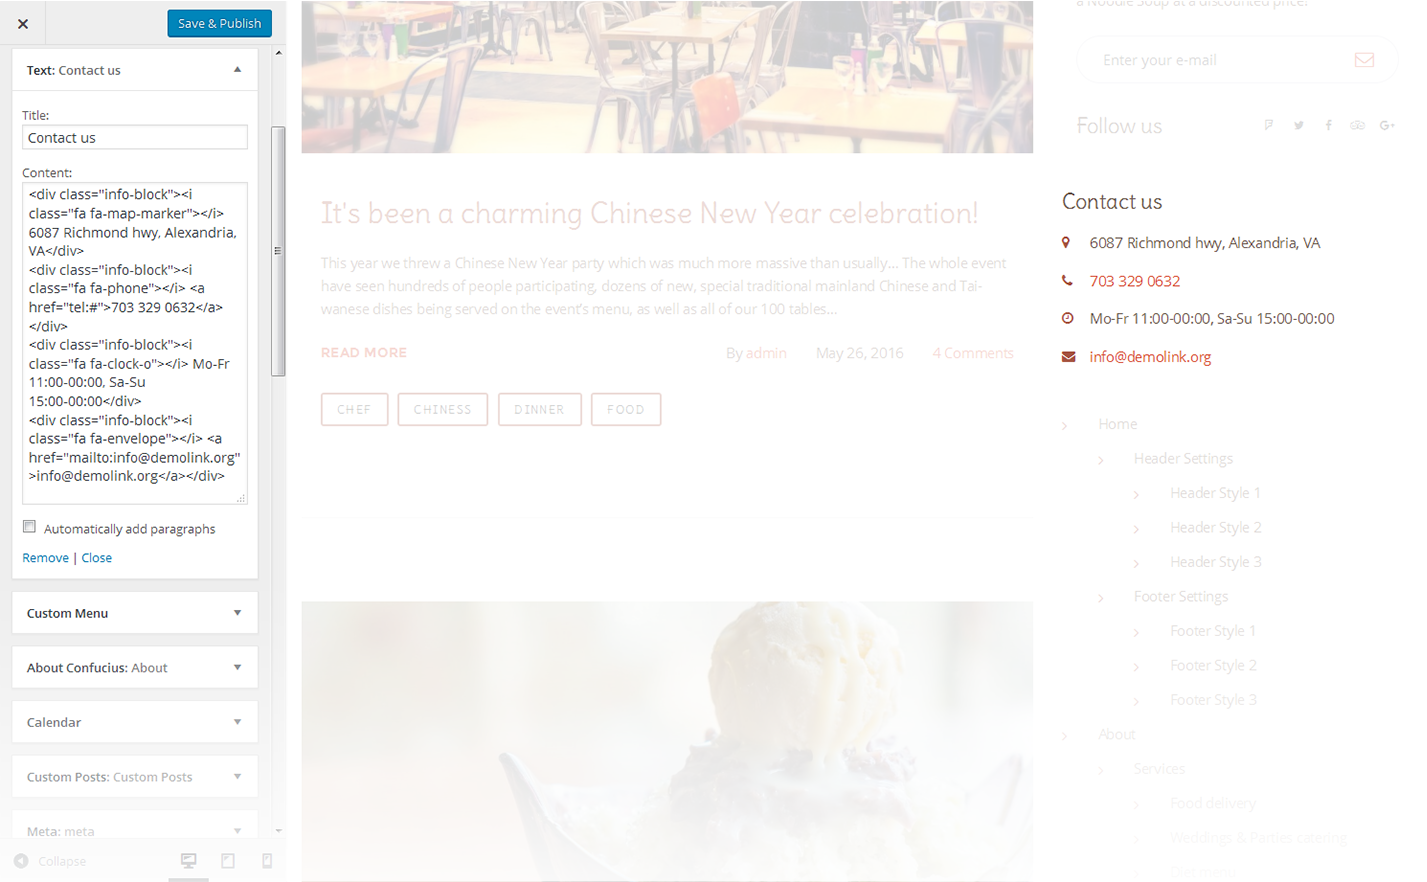 Save & Publish
Text: Contact us
Title:
Contact us
Content:
<div class="info-block"><i
class="fa fa-map-marker"></i>
6087 Richmond hwy, Alexandria,
VA</div>
<div class="info-block"><i
class="fa fa-phone"></i> <a
href="tel:#">703 329 0632</a>
</div>
<div class="info-block"><i
class="fa fa-clock-o"></i> Mo-Fr
11:00-00:00, Sa-Su
15:00-00:00</div>
<div class="info-block"><i
class="fa fa-envelope"></i> <a
href="mailto:info@demolink.org"
>info@demolink.org</a></div>
Automatically add paragraphs
Remove | Close
Custom Menu
About Confucius: About
Calendar
Custom Posts: Custom Posts
Meta: meta
Collapse
It's been a charming Chinese New Year celebration!
This year we threw a Chinese New Year party which was much more massive than usually... The whole event
have seen hundreds of people participating, dozens of new, special traditional mainland Chinese and Tai-
wanese dishes being served on the event's menu, as well as all of our 100 tables...
READ MORE
By admin May 26, 2016 4 Comments
CHEF CHINESS DINNER FOOD
a Noodle Soup at a discounted price!
Enter your e-mail
Follow us
Contact us
6087 Richmond hwy, Alexandria, VA
703 329 0632
Mo-Fr 11:00-00:00, Sa-Su 15:00-00:00
info@demolink.org
Home
Header Settings
Header Style 1
Header Style 2
Header Style 3
Footer Settings
Footer Style 1
Footer Style 2
Footer Style 3
About
Services
Food delivery
Weddings & Parties catering
Diet menu